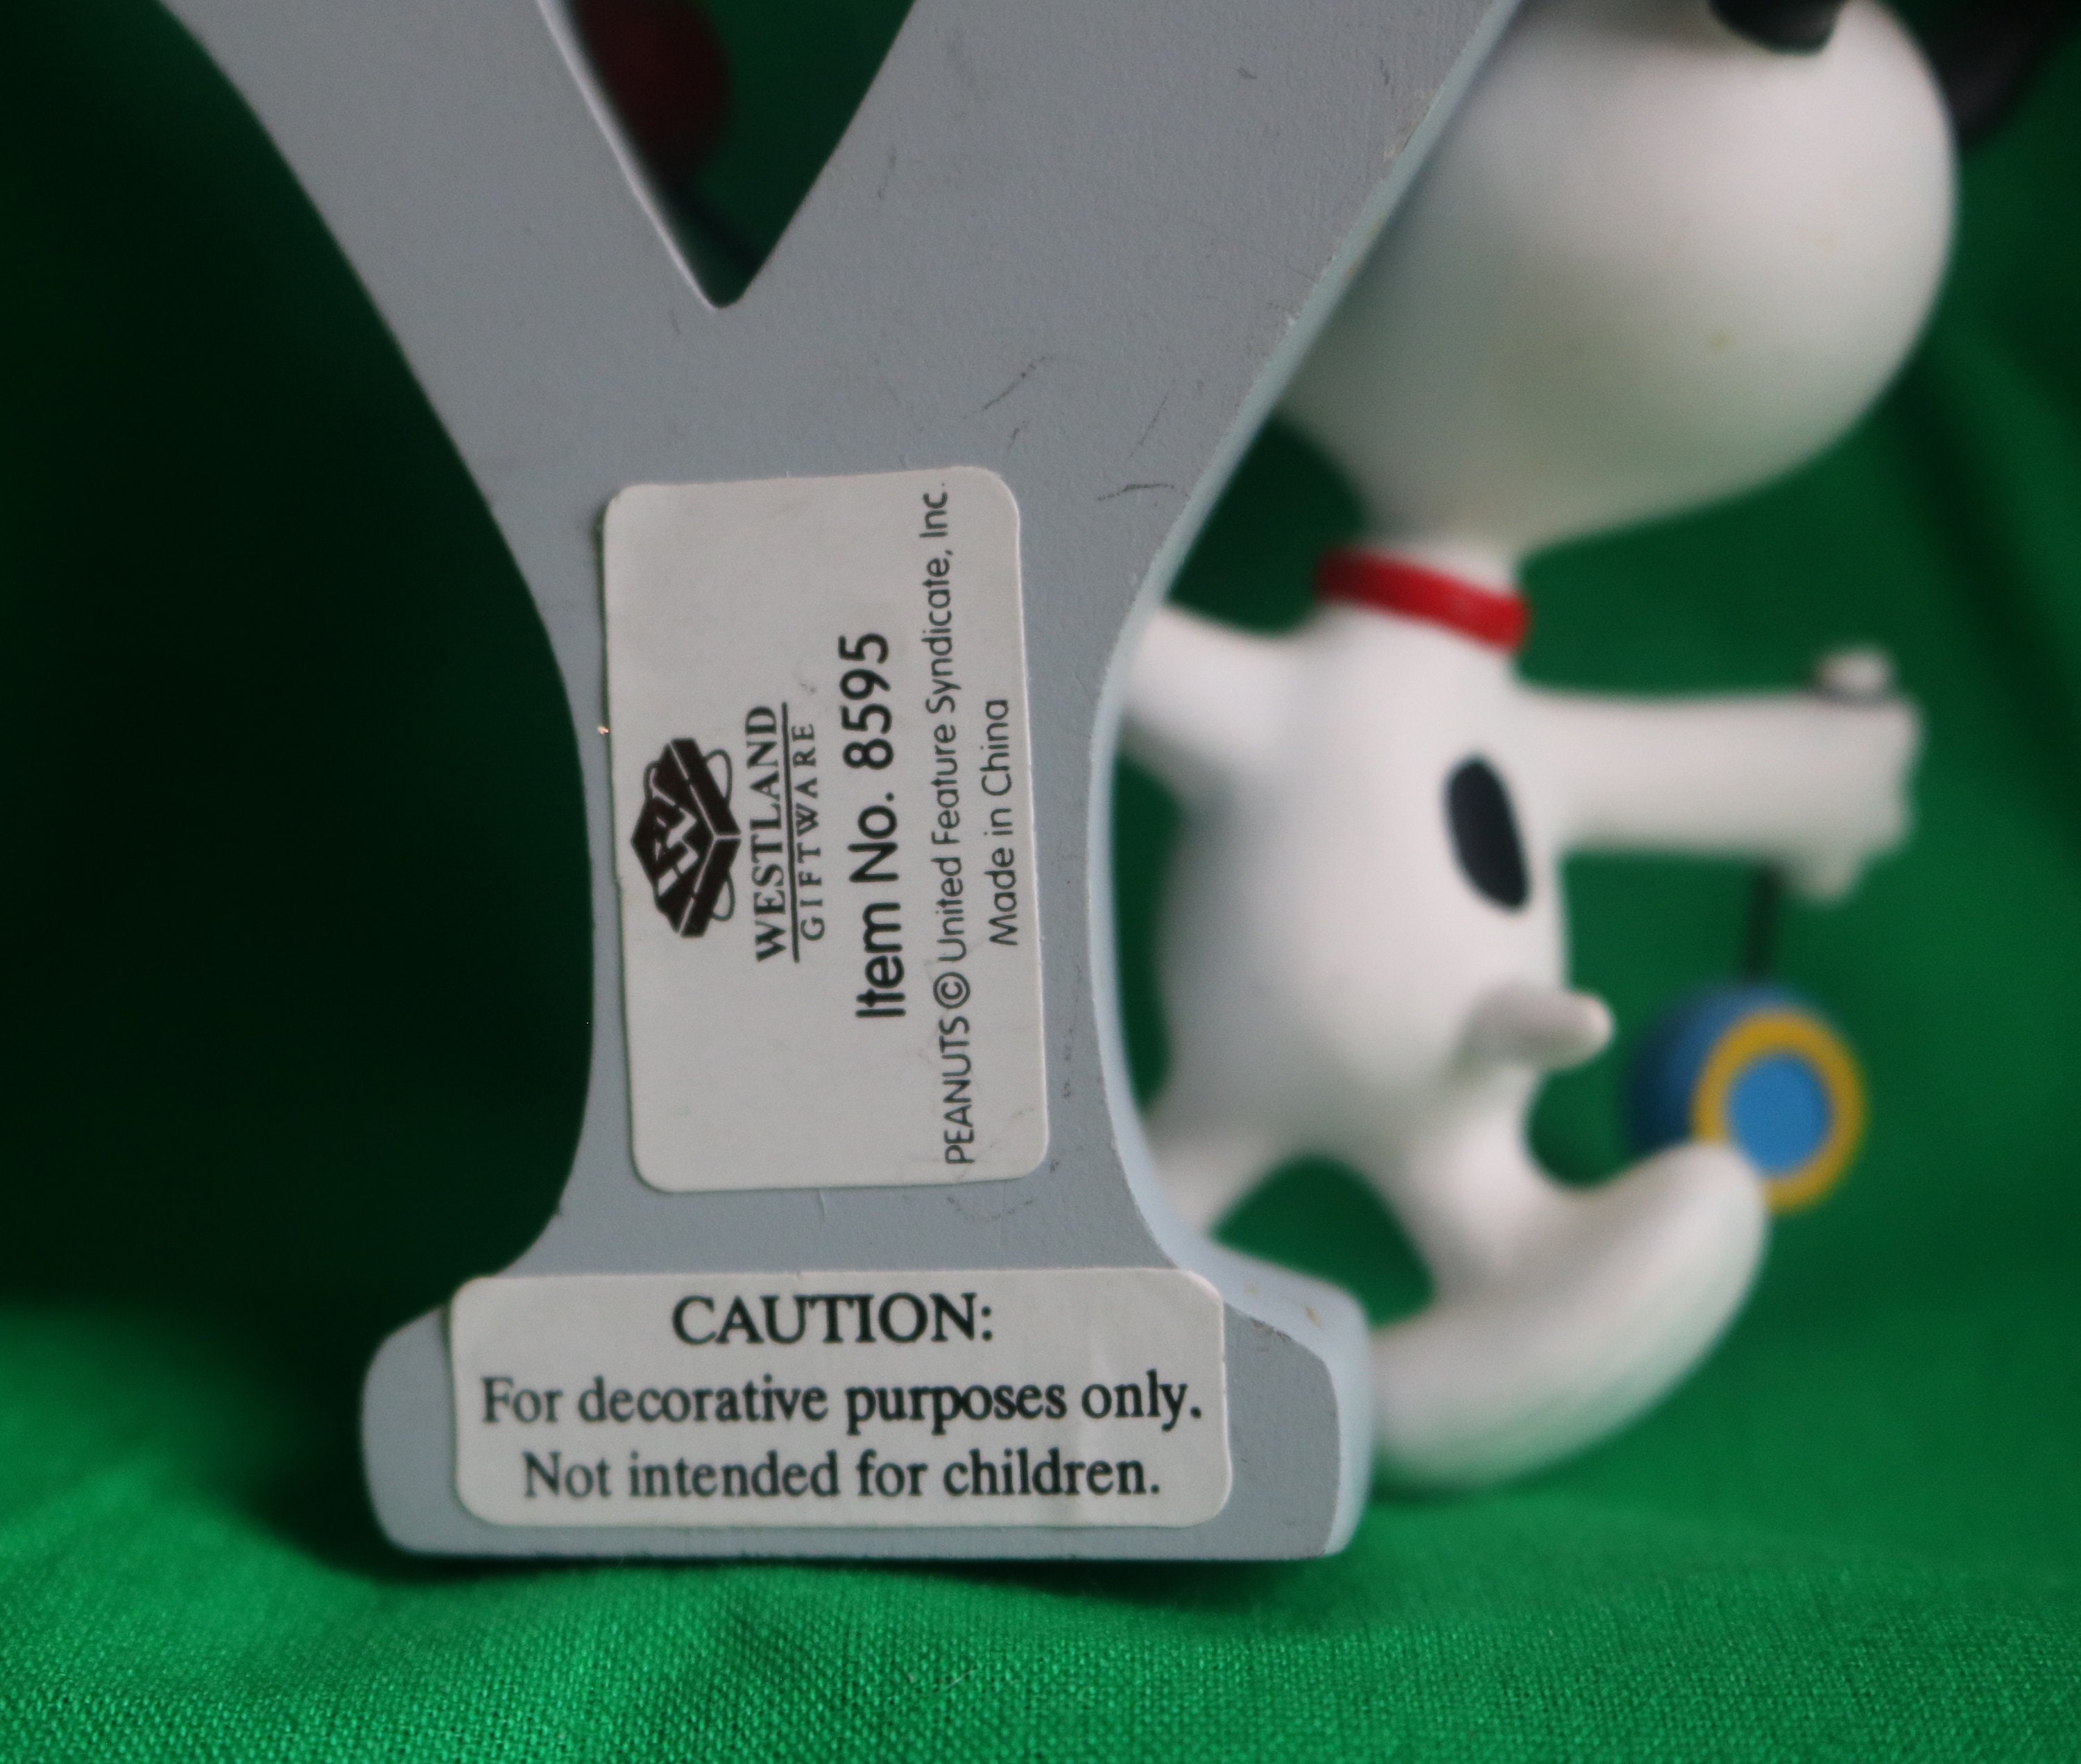 WESTLAND
GIFTWARE
Item No. 8595
PEANUTS © United Feature Syndicate, Inc.
Made in China
CAUTION:
For decorative purposes only.
Not intended for children.